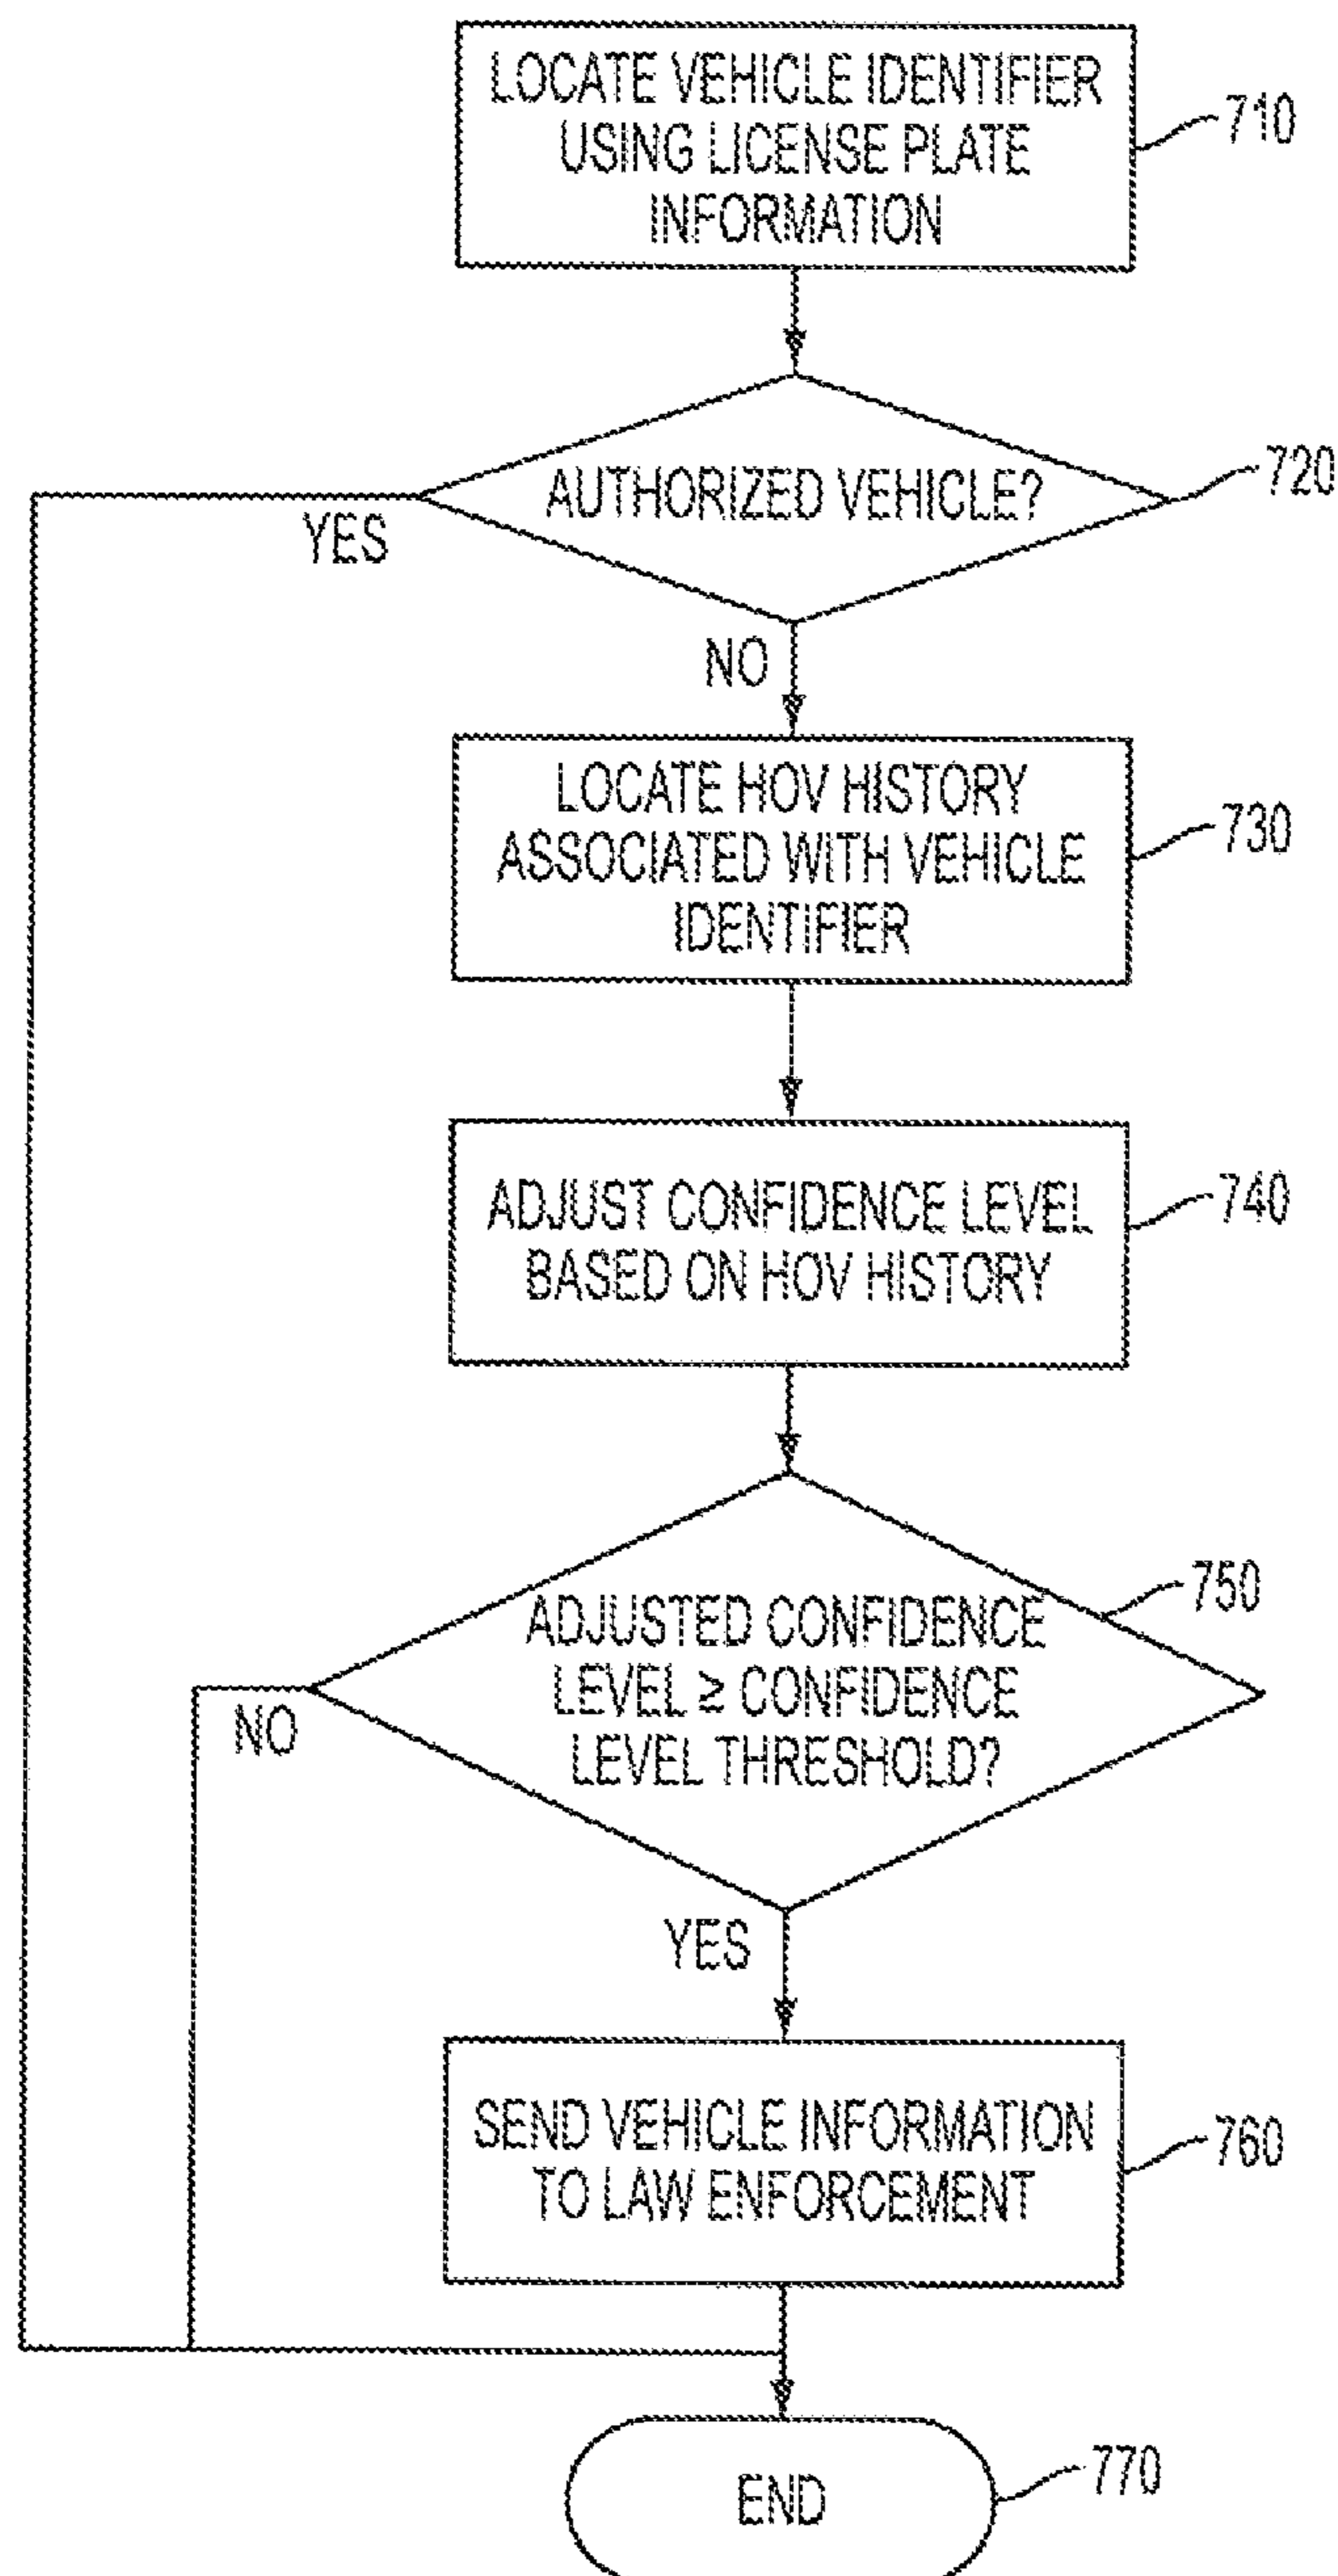 LOCATE VEHICLE IDENTIFIER
USING LICENSE PLATE
INFORMATION
710
AUTHORIZED VEHICLE?
720
YES
NO
LOCATE HOV HISTORY
ASSOCIATED WITH VEHICLE
IDENTIFIER
730
ADJUST CONFIDENCE LEVEL
BASED ON HOV HISTORY
740
ADJUSTED CONFIDENCE
LEVEL ≥ CONFIDENCE
LEVEL THRESHOLD?
750
NO
YES
SEND VEHICLE INFORMATION
TO LAW ENFORCEMENT
760
END
770